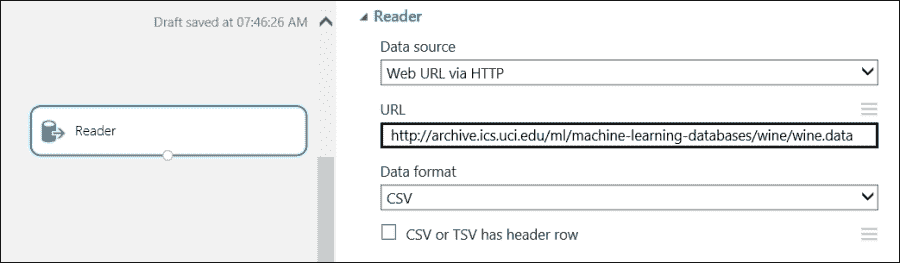 Draft saved at 07:46:26 AM
Reader
Reader
Data source
Web URL via HTTP
URL
http://archive.ics.uci.edu/ml/machine-learning-databases/wine/wine.data
Data format
CSV
CSV or TSV has header row